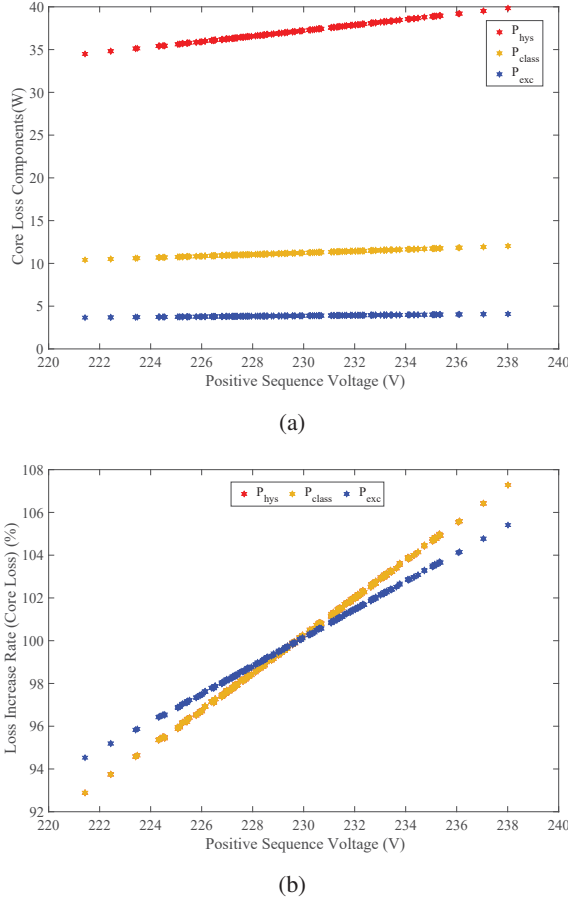 40
35
30
25
20
15
10
5
0
Core Loss Components(W)
P_hys
P_class
P_exc
220 222 224 226 228 230 232 234 236 238 240
Positive Sequence Voltage (V)
(a)
108
106
104
102
100
98
96
94
92
Loss Increase Rate (Core Loss) (%)
P_hys P_class P_exc
220 222 224 226 228 230 232 234 236 238 240
Positive Sequence Voltage (V)
(b)